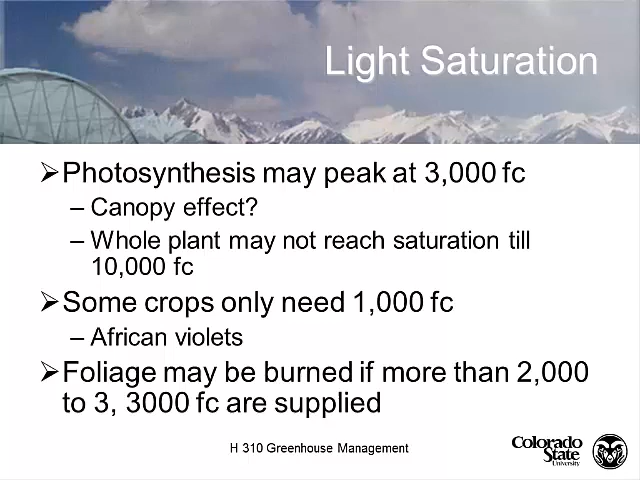 Light Saturation
➢Photosynthesis may peak at 3,000 fc
– Canopy effect?
– Whole plant may not reach saturation till
10,000 fc
➢Some crops only need 1,000 fc
– African violets
➢Foliage may be burned if more than 2,000
to 3, 3000 fc are supplied
H 310 Greenhouse Management
Colorado
State
University